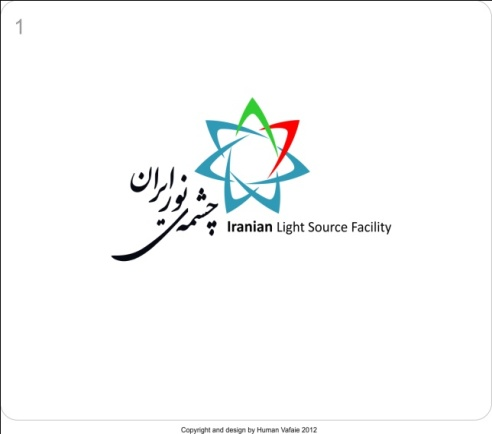 1
چشمه‌ی نور ایران
Iranian Light Source Facility
Copyright and design by Human Vafaie 2012